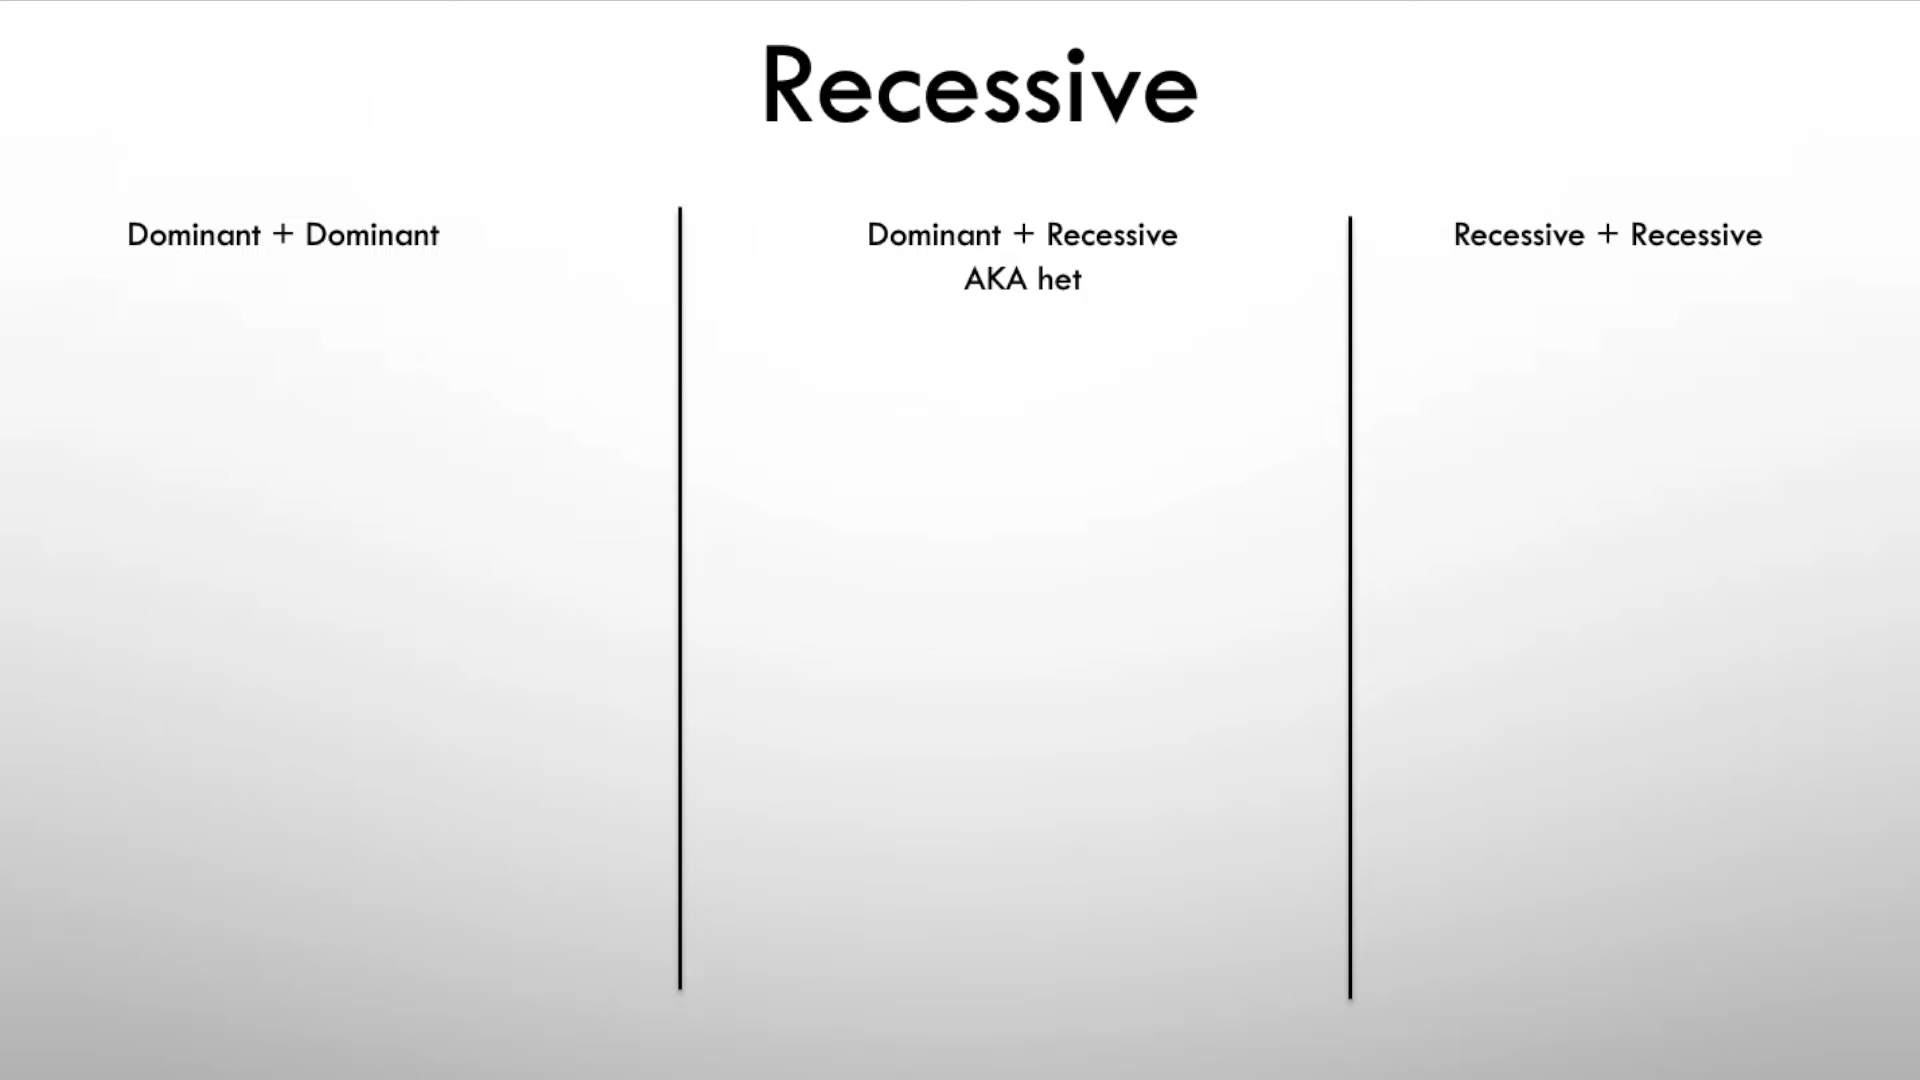 Recessive
Dominant + Dominant
Dominant + Recessive
AKA het
Recessive + Recessive